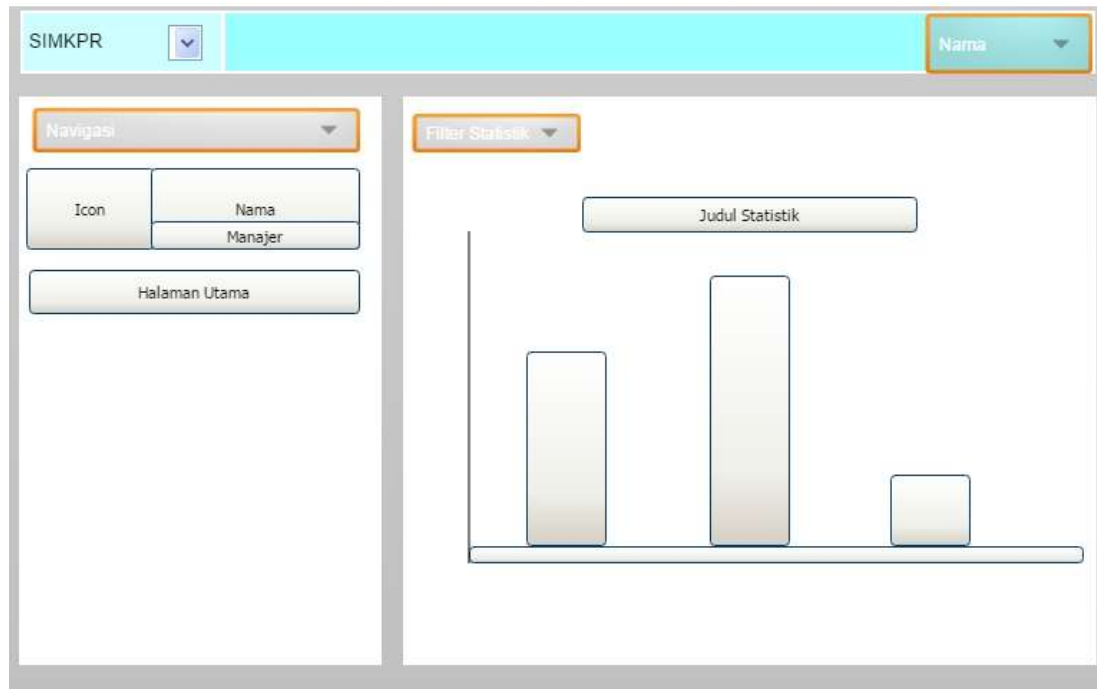 SIMKPR
Nama
Navigasi
Filter Statistik
Icon
Nama
Manajer
Halaman Utama
Judul Statistik